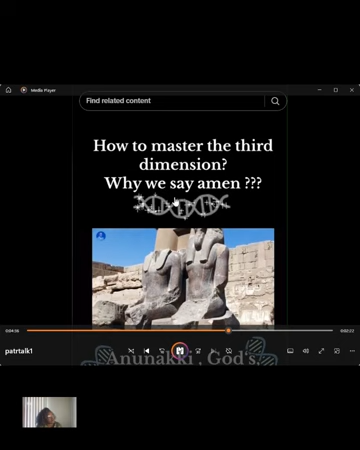 Media Player
Find related content
How to master the third
dimension?
Why we say amen ???
0:04:36
0:02:22
patrtalk1
Anunakki , God's,